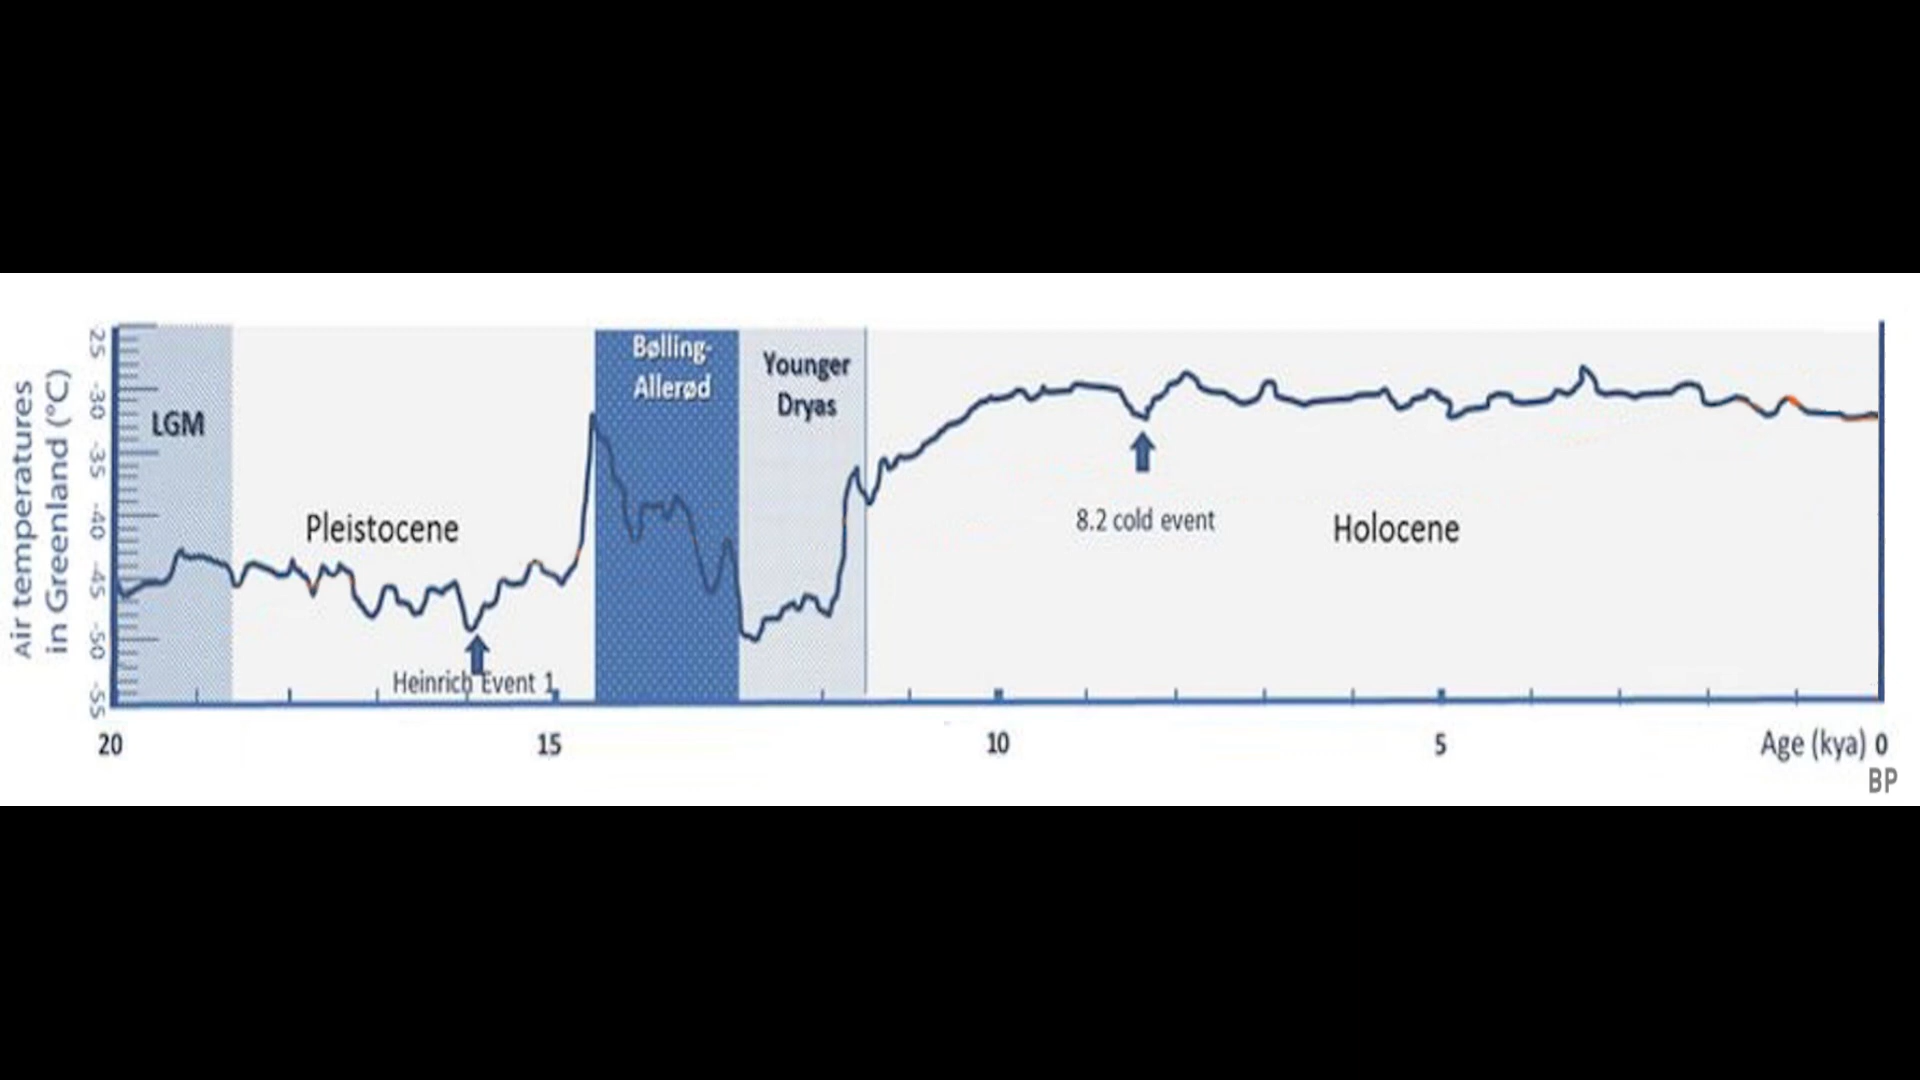 Air temperatures
in Greenland (°C)
25
-30
-35
-40
-45
-50
-55
LGM
Pleistocene
Heinrich Event 1
Bølling-
Allerød
Younger
Dryas
8.2 cold event
Holocene
20
15
10
5
Age (kya) 0
BP